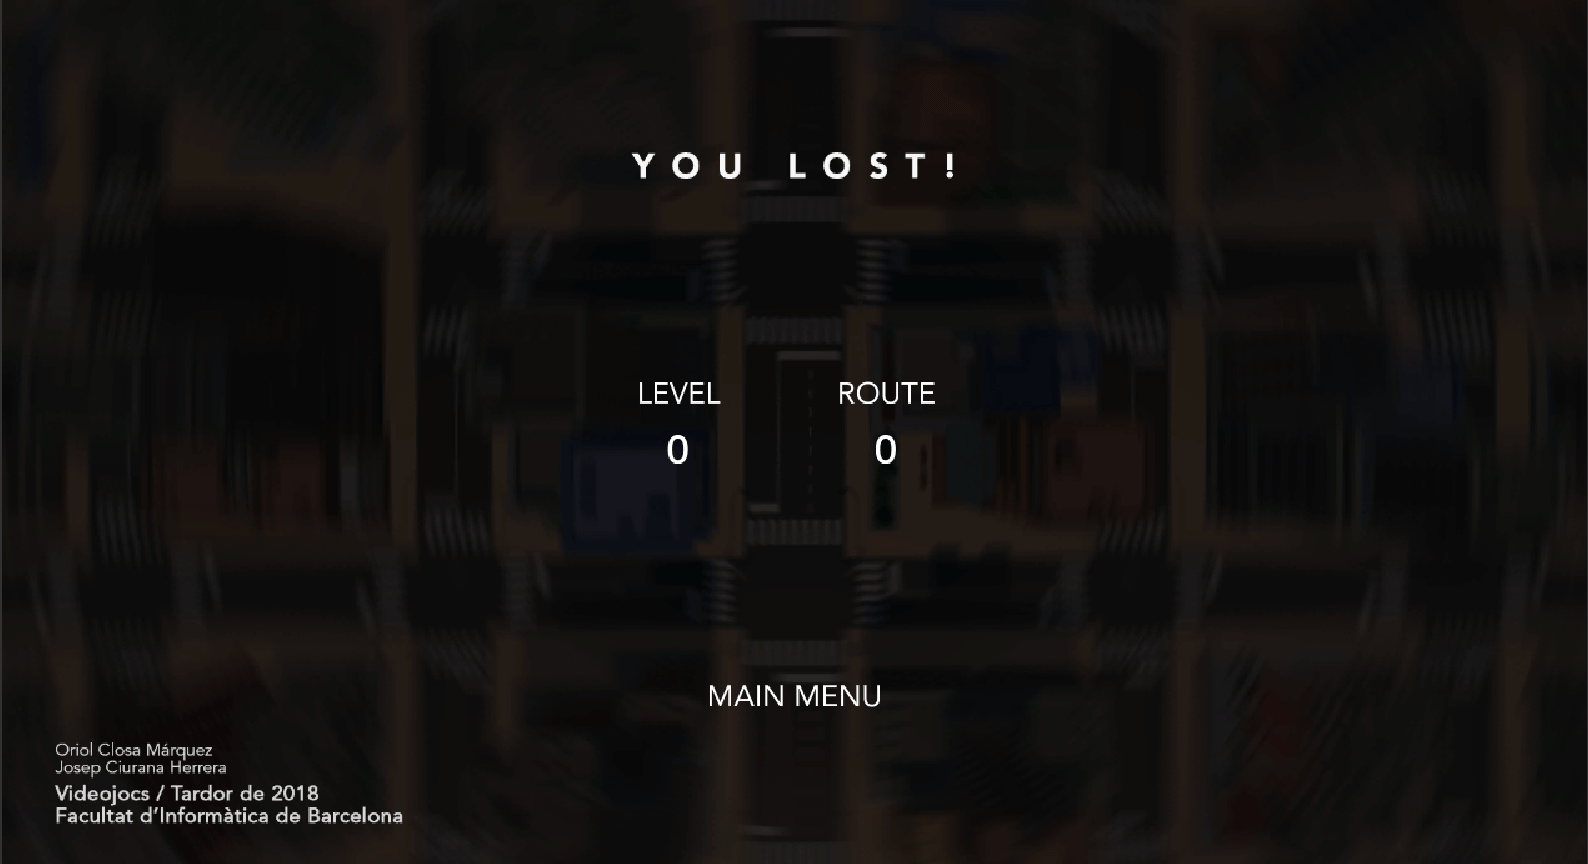 YOU LOST!
LEVEL ROUTE
0 0
MAIN MENU
Oriol Closa Márquez
Josep Ciurana Herrera
Videojocs / Tardor de 2018
Facultat d'Informàtica de Barcelona